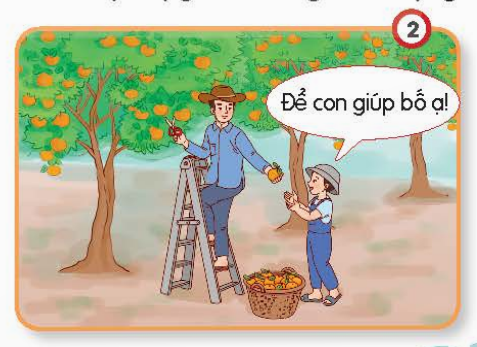 2
Để con giúp bố ạ!